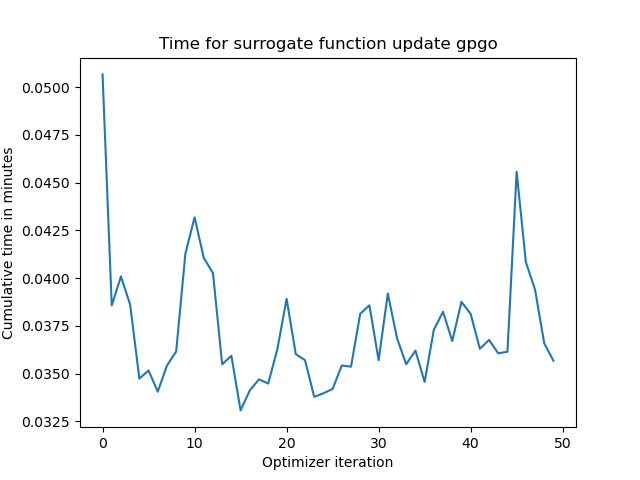 Time for surrogate function update gpgo
Cumulative time in minutes
0.0500
0.0475
0.0450
0.0425
0.0400
0.0375
0.0350
0.0325
0 10 20 30 40 50
Optimizer iteration